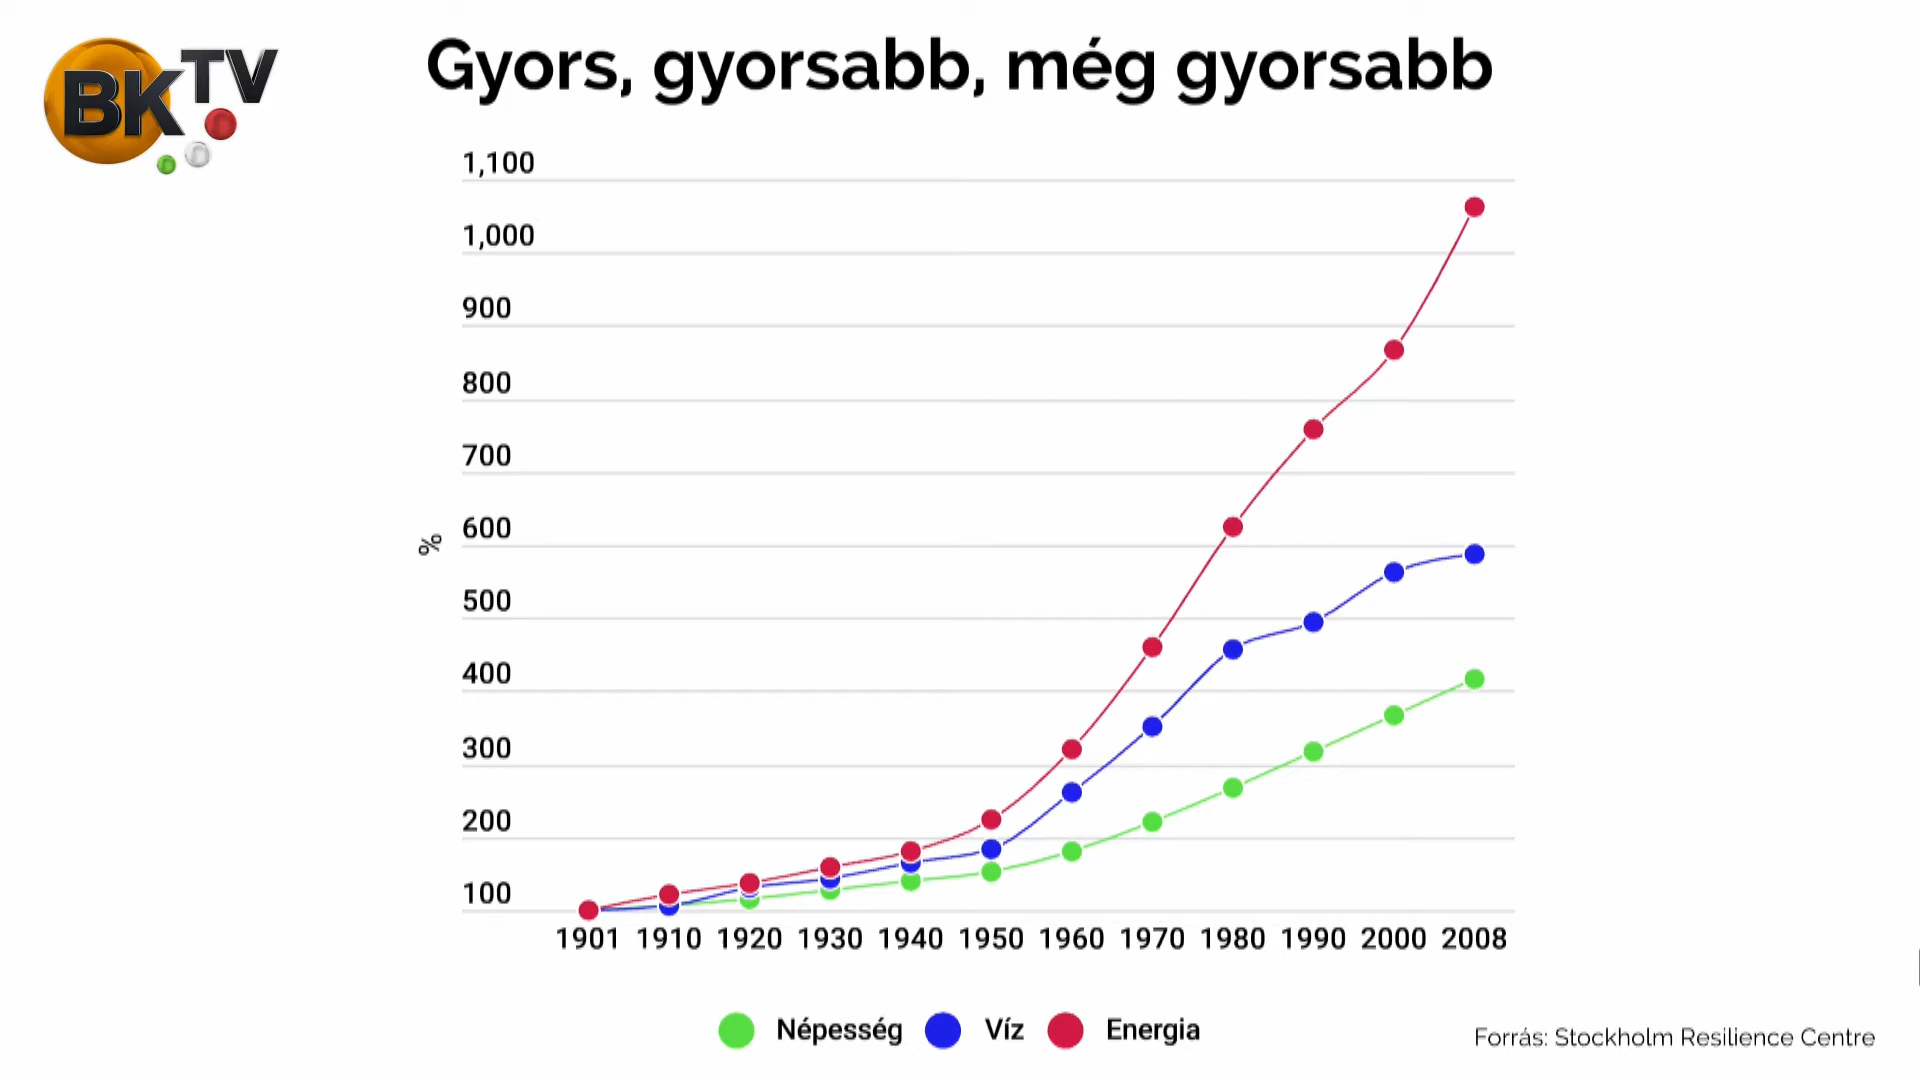 BKTV
Gyors, gyorsabb, még gyorsabb
1,100
1,000
900
800
700
600
500
400
300
200
100
%
1901 1910 1920 1930 1940 1950 1960 1970 1980 1990 2000 2008
Népesség Víz Energia
Forrás: Stockholm Resilience Centre